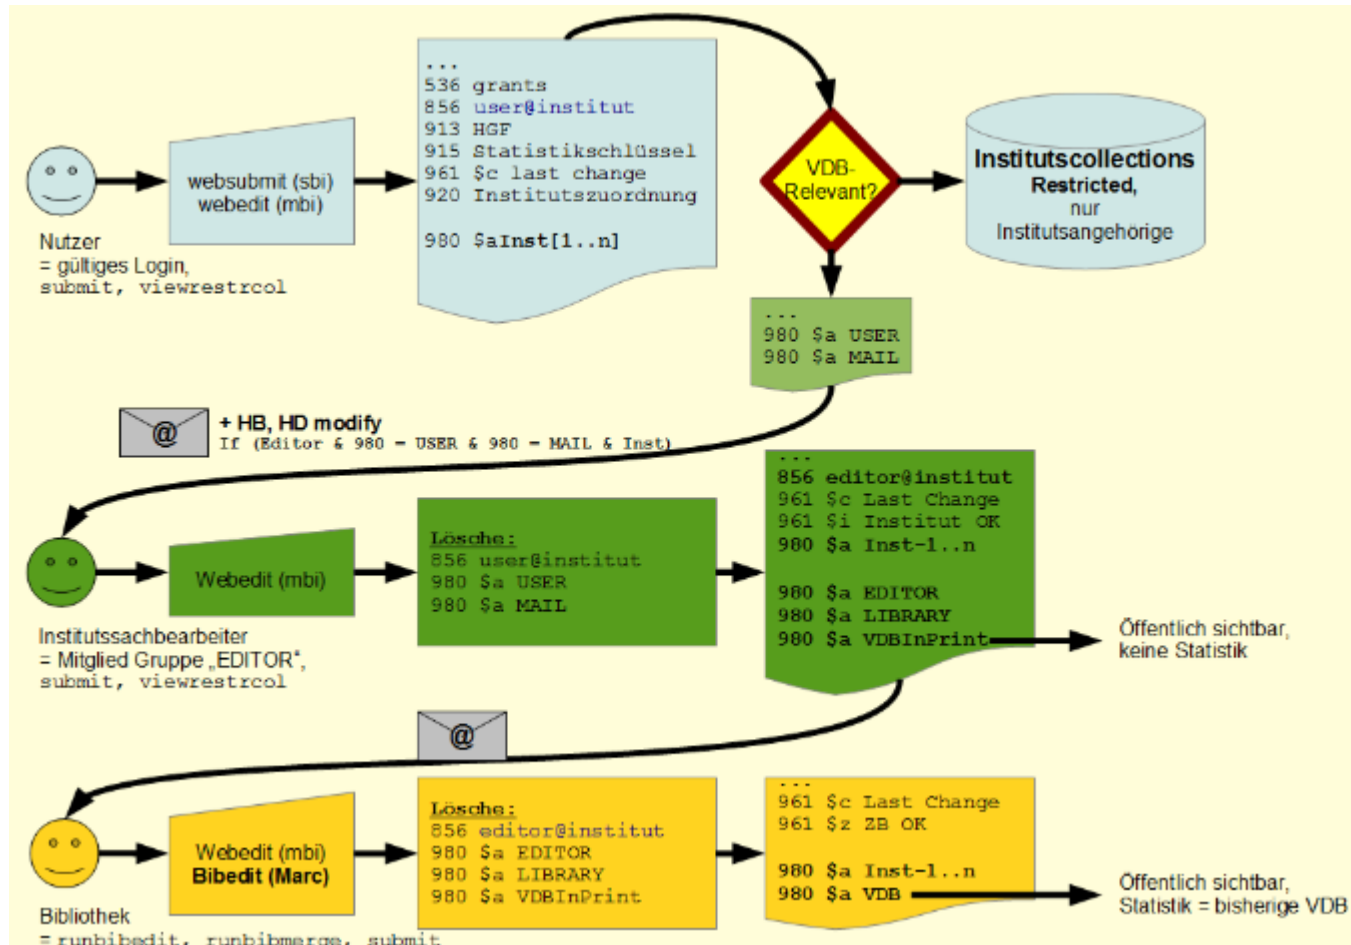 ...
536 grants
856 user@institut
913 HGF
915 Statistikschlüssel
961 $c last change
920 Institutszuordnung
980 $aInst[1..n]
websubmit (sbi)
webedit (mbi)
Nutzer
= gültiges Login,
submit, viewrestrcol
VDB-
Relevant?
Institutscollections
Restricted,
nur
Institutsangehörige
...
980 $a USER
980 $a MAIL
@
+ HB, HD modify
If (Editor & 980 = USER & 980 = MAIL & Inst)
Webedit (mbi)
Institutssachbearbeiter
= Mitglied Gruppe „EDITOR“,
submit, viewrestrcol
Lösche:
856 user@institut
980 $a USER
980 $a MAIL
...
856 editor@institut
961 $c Last Change
961 $i Institut OK
980 $a Inst-1..n
980 $a EDITOR
980 $a LIBRARY
980 $a VDBInPrint
Öffentlich sichtbar,
keine Statistik
@
Webedit (mbi)
Bibedit (Marc)
Bibliothek
= runbibedit, runbibmerge, submit
Lösche:
856 editor@institut
980 $a EDITOR
980 $a LIBRARY
980 $a VDBInPrint
...
961 $c Last Change
961 $z ZB OK
980 $a Inst-1..n
980 $a VDB
Öffentlich sichtbar,
Statistik = bisherige VDB